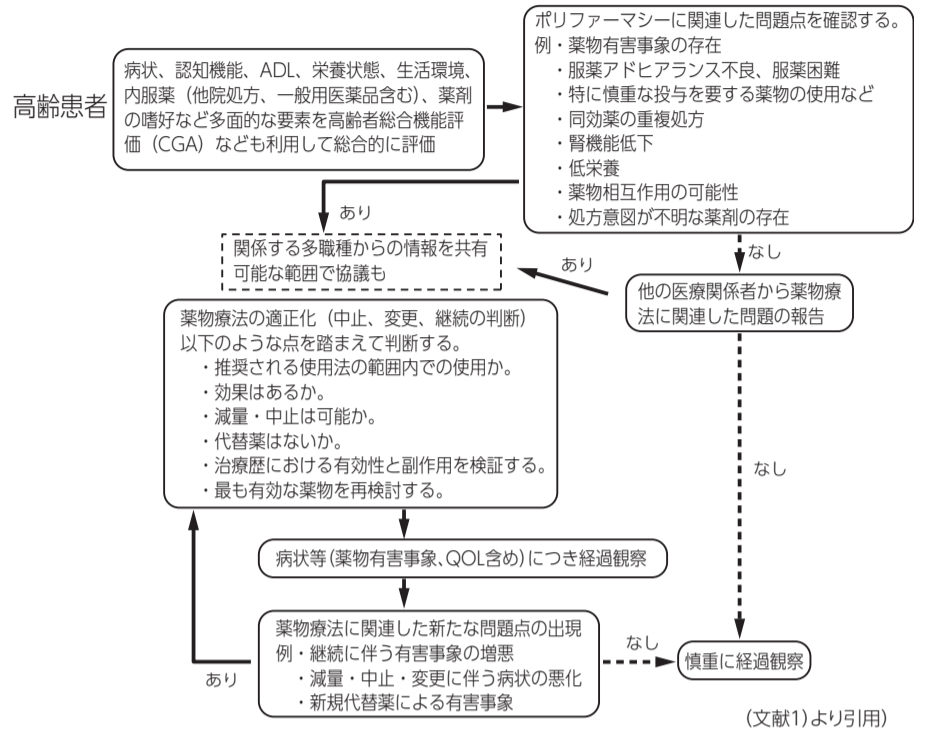 高齢患者
病状、認知機能、ADL、栄養状態、生活環境、
内服薬（他院処方、一般用医薬品含む）、薬剤
の嗜好など多面的な要素を高齢者総合機能評
価（CGA）なども利用して総合的に評価
ポリファーマシーに関連した問題点を確認する。
例・薬物有害事象の存在
・服薬アドヒアランス不良、服薬困難
・特に慎重な投与を要する薬物の使用など
・同効薬の重複処方
・腎機能低下
・低栄養
・薬物相互作用の可能性
・処方意図が不明な薬剤の存在
あり
なし
関係する多職種からの情報を共有
可能な範囲で協議も
あり
他の医療関係者から薬物療
法に関連した問題の報告
薬物療法の適正化（中止、変更、継続の判断）
以下のような点を踏まえて判断する。
・推奨される使用法の範囲内での使用か。
・効果はあるか。
・減量・中止は可能か。
・代替薬はないか。
・治療歴における有効性と副作用を検証する。
・最も有効な薬物を再検討する。
なし
病状等（薬物有害事象、QOL含め）につき経過観察
薬物療法に関連した新たな問題点の出現
例・継続に伴う有害事象の増悪
・減量・中止・変更に伴う病状の悪化
・新規代替薬による有害事象
あり
なし
慎重に経過観察
（文献1）より引用）